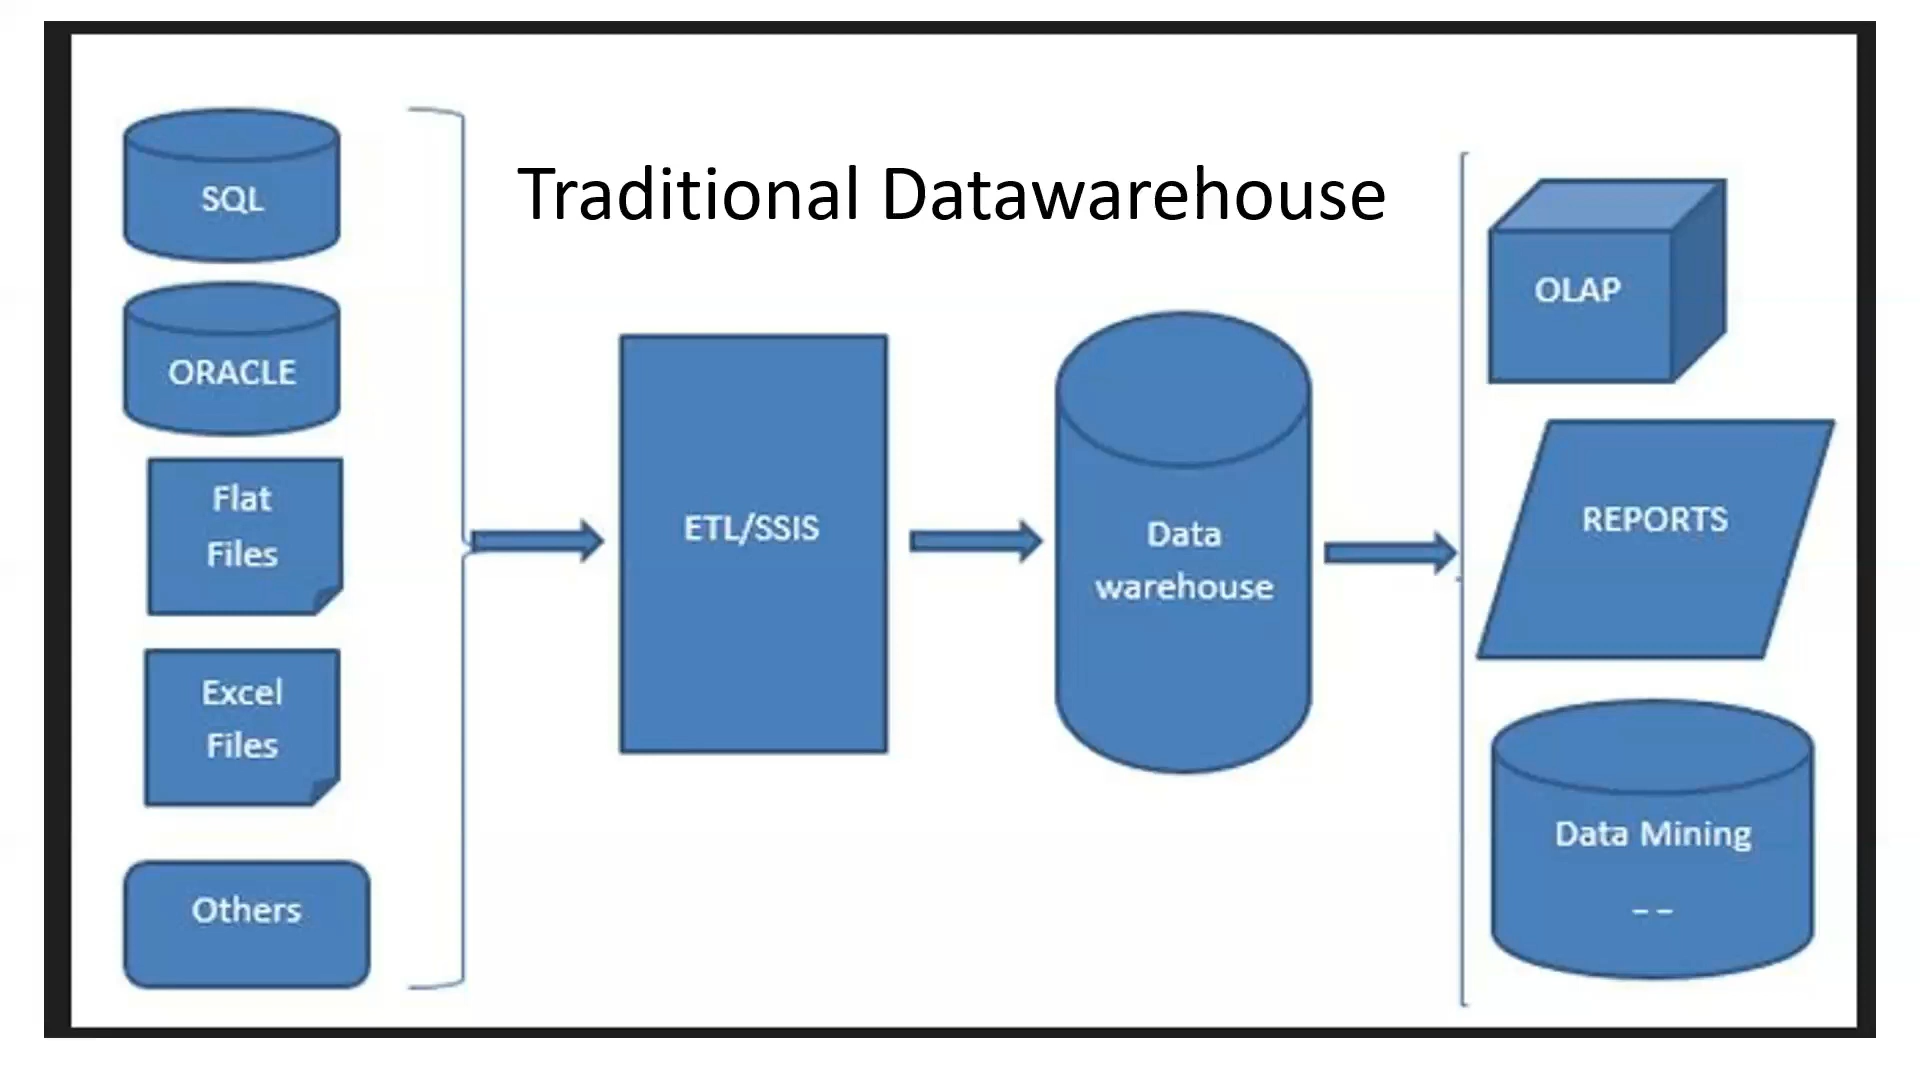 Traditional Datawarehouse
SQL
ORACLE
Flat
Files
Excel
Files
Others
ETL/SSIS
Data
warehouse
OLAP
REPORTS
Data Mining
--